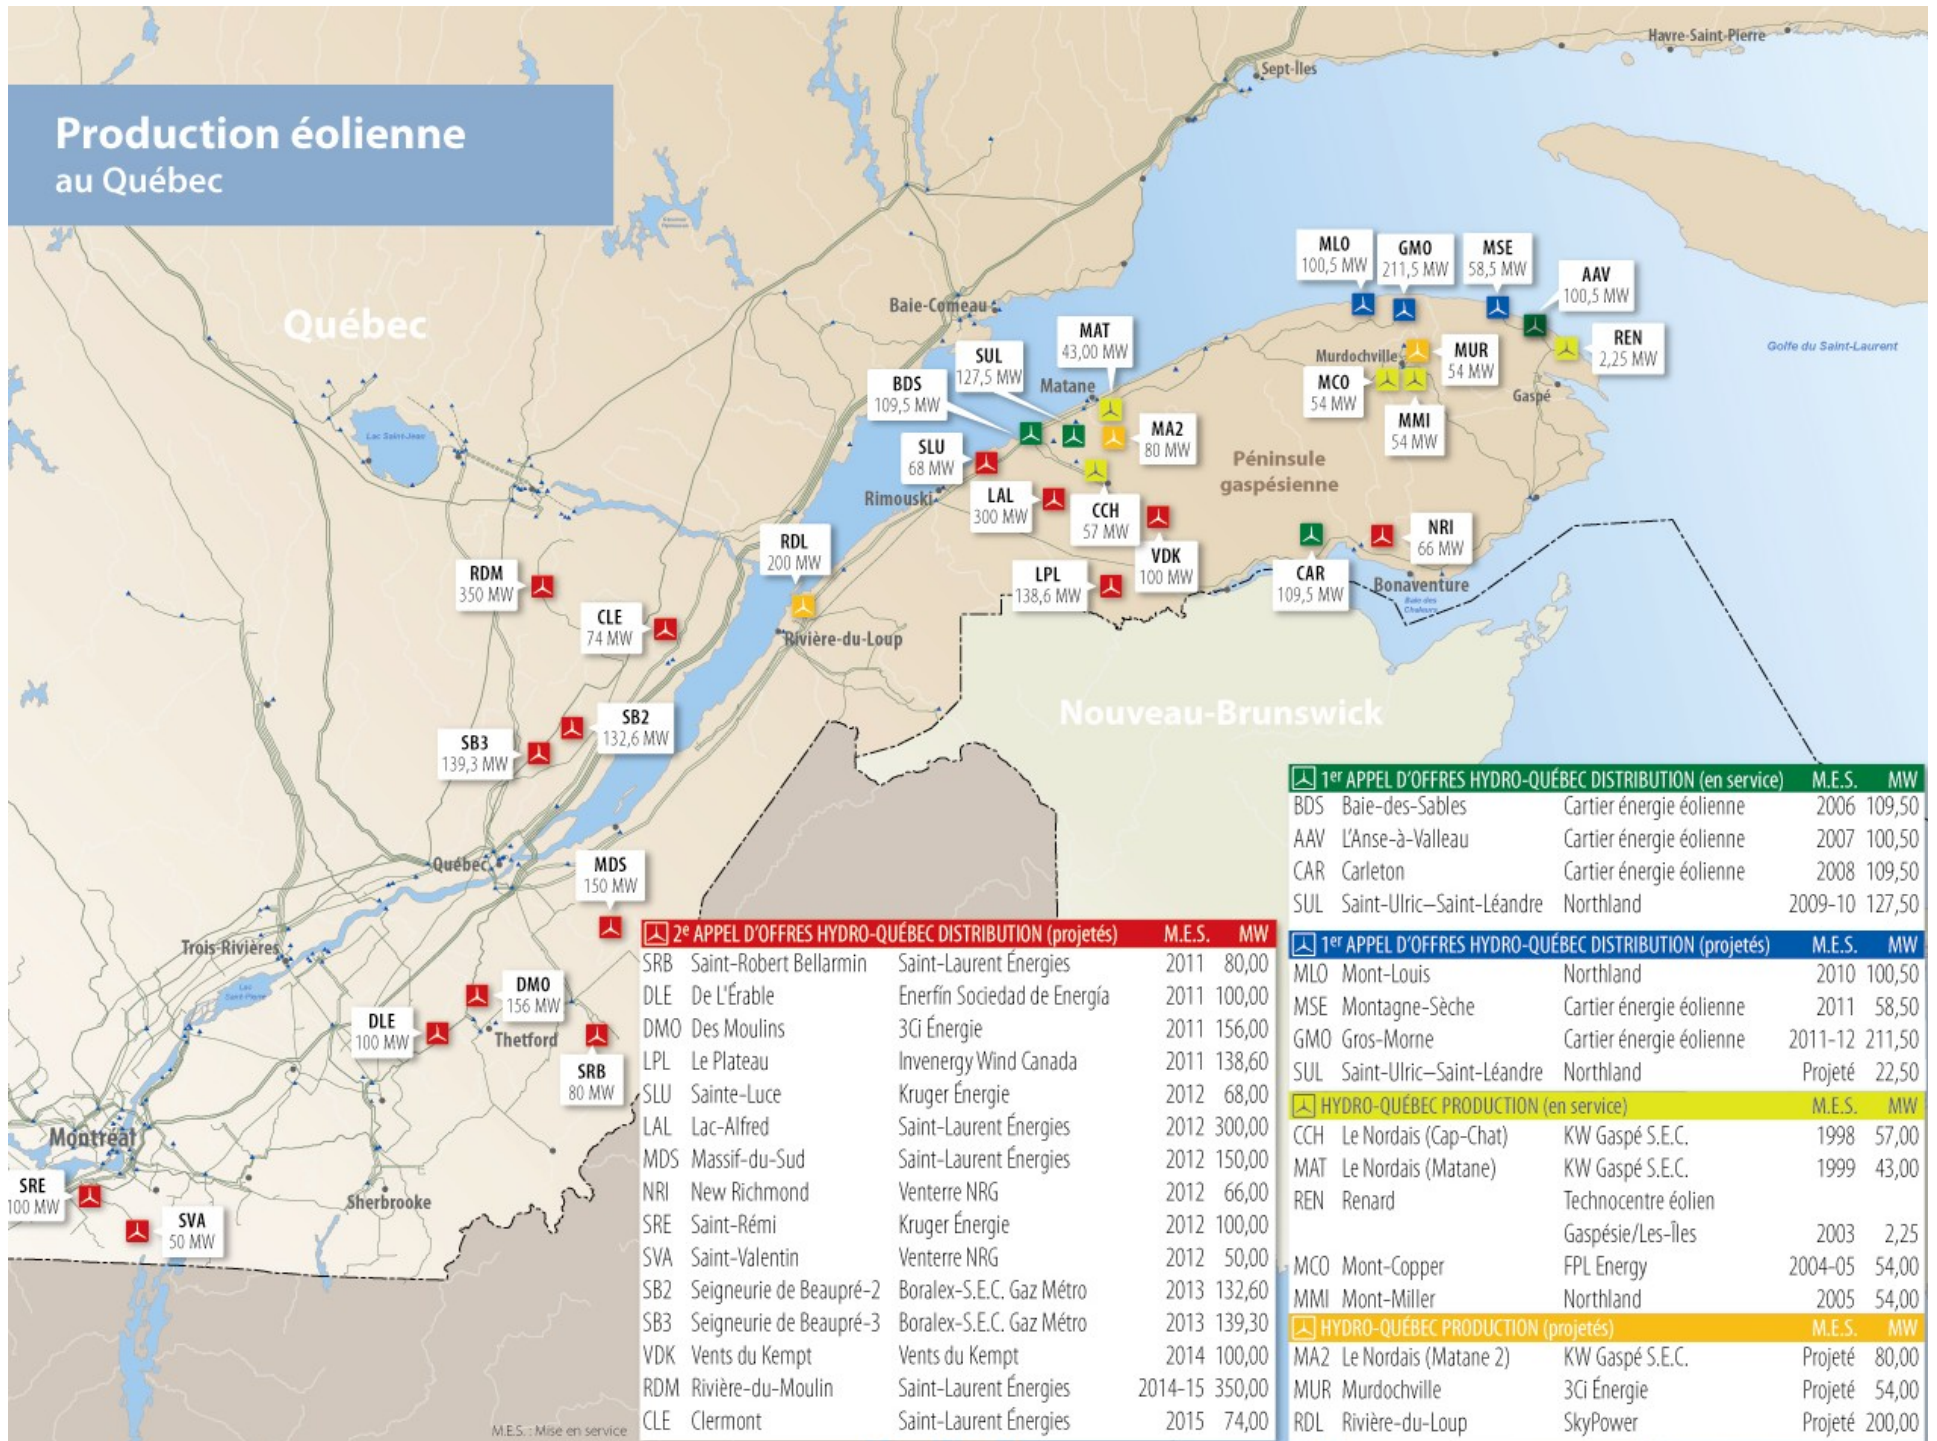 Production éolienne
au Québec
Havre-Saint-Pierre
Sept-Îles
Québec
Baie-Comeau
MLO
100,5 MW
GMO
211,5 MW
MSE
58,5 MW
AAV
100,5 MW
REN
2,25 MW
Golfe du Saint-Laurent
MAT
43,00 MW
SUL
127,5 MW
BDS
109,5 MW
Matane
Murdochville
MUR
54 MW
MCO
54 MW
MMI
54 MW
Gaspé
MA2
80 MW
SLU
68 MW
Péninsule
gaspésienne
Rimouski
LAL
300 MW
CCH
57 MW
VDK
100 MW
NRI
66 MW
CAR
109,5 MW
Bonaventure
Baie des
Chaleurs
LPL
138,6 MW
Lac Saint-Jean
RDL
200 MW
RDM
350 MW
CLE
74 MW
Rivière-du-Loup
Nouveau-Brunswick
SB2
132,6 MW
SB3
139,3 MW
Québec
MDS
150 MW
Trois-Rivières
Lac
Saint-Pierre
DMO
156 MW
DLE
100 MW
Thetford
SRB
80 MW
Montréal
SRE
100 MW
SVA
50 MW
Sherbrooke
M.E.S. : Mise en service
2e APPEL D'OFFRES HYDRO-QUÉBEC DISTRIBUTION (projetés) M.E.S. MW
SRB Saint-Robert Bellarmin Saint-Laurent Énergies 2011 80,00
DLE De L'Érable Enerfín Sociedad de Energía 2011 100,00
DMO Des Moulins 3Ci Énergie 2011 156,00
LPL Le Plateau Invenergy Wind Canada 2011 138,60
SLU Sainte-Luce Kruger Énergie 2012 68,00
LAL Lac-Alfred Saint-Laurent Énergies 2012 300,00
MDS Massif-du-Sud Saint-Laurent Énergies 2012 150,00
NRI New Richmond Venterre NRG 2012 66,00
SRE Saint-Rémi Kruger Énergie 2012 100,00
SVA Saint-Valentin Venterre NRG 2012 50,00
SB2 Seigneurie de Beaupré-2 Boralex-S.E.C. Gaz Métro 2013 132,60
SB3 Seigneurie de Beaupré-3 Boralex-S.E.C. Gaz Métro 2013 139,30
VDK Vents du Kempt Vents du Kempt 2014 100,00
RDM Rivière-du-Moulin Saint-Laurent Énergies 2014-15 350,00
CLE Clermont Saint-Laurent Énergies 2015 74,00
1er APPEL D'OFFRES HYDRO-QUÉBEC DISTRIBUTION (en service) M.E.S. MW
BDS Baie-des-Sables Cartier énergie éolienne 2006 109,50
AAV L'Anse-à-Valleau Cartier énergie éolienne 2007 100,50
CAR Carleton Cartier énergie éolienne 2008 109,50
SUL Saint-Ulric–Saint-Léandre Northland 2009-10 127,50
1er APPEL D'OFFRES HYDRO-QUÉBEC DISTRIBUTION (projetés) M.E.S. MW
MLO Mont-Louis Northland 2010 100,50
MSE Montagne-Sèche Cartier énergie éolienne 2011 58,50
GMO Gros-Morne Cartier énergie éolienne 2011-12 211,50
SUL Saint-Ulric–Saint-Léandre Northland Projeté 22,50
HYDRO-QUÉBEC PRODUCTION (en service) M.E.S. MW
CCH Le Nordais (Cap-Chat) KW Gaspé S.E.C. 1998 57,00
MAT Le Nordais (Matane) KW Gaspé S.E.C. 1999 43,00
REN Renard Technocentre éolien
Gaspésie/Les-Îles 2003 2,25
MCO Mont-Copper FPL Energy 2004-05 54,00
MMI Mont-Miller Northland 2005 54,00
HYDRO-QUÉBEC PRODUCTION (projetés) M.E.S. MW
MA2 Le Nordais (Matane 2) KW Gaspé S.E.C. Projeté 80,00
MUR Murdochville 3Ci Énergie Projeté 54,00
RDL Rivière-du-Loup SkyPower Projeté 200,00